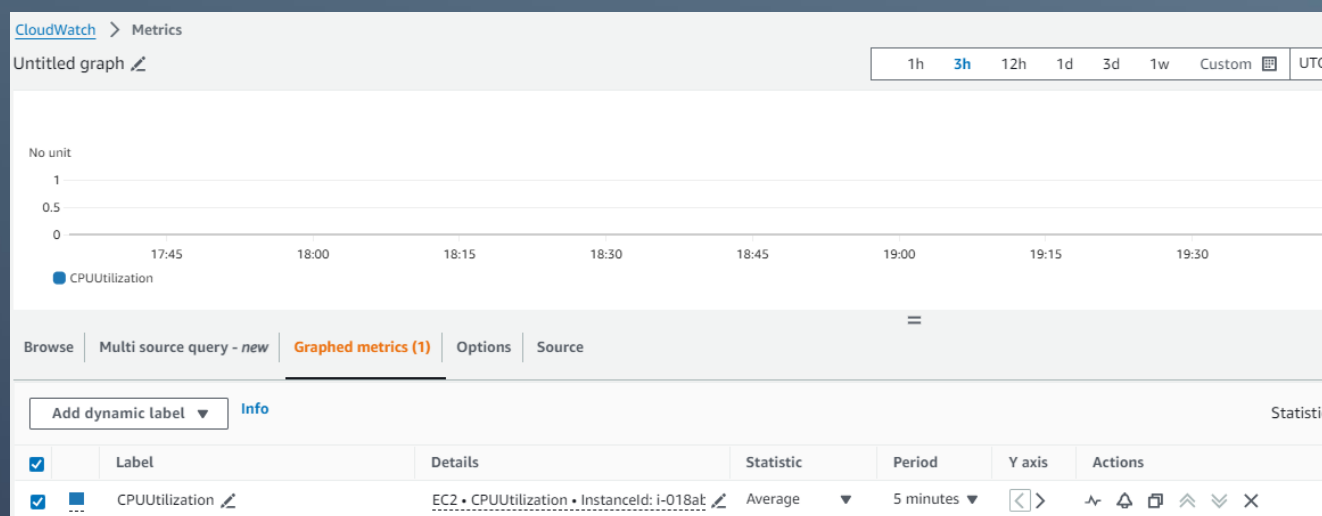 CloudWatch > Metrics
Untitled graph
1h 3h 12h 1d 3d 1w Custom UTC
No unit
1
0.5
0
17:45 18:00 18:15 18:30 18:45 19:00 19:15 19:30
CPUUtilization
Browse Multi source query - new Graphed metrics (1) Options Source
Add dynamic label Info
Label Details Statistic Period Y axis Actions
CPUUtilization EC2 • CPUUtilization • InstanceId: i-018ab Average 5 minutes